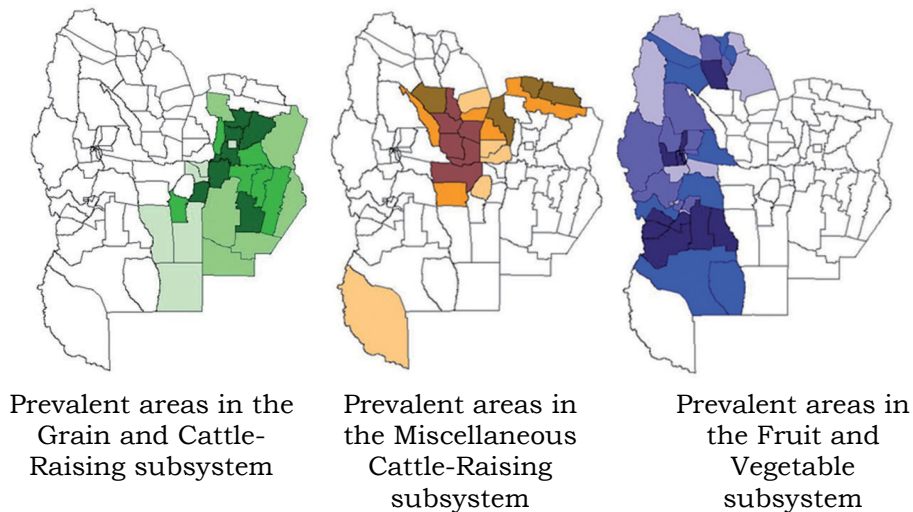 Prevalent areas in the
Grain and Cattle-
Raising subsystem
Prevalent areas in
the Miscellaneous
Cattle-Raising
subsystem
Prevalent areas in
the Fruit and
Vegetable
subsystem